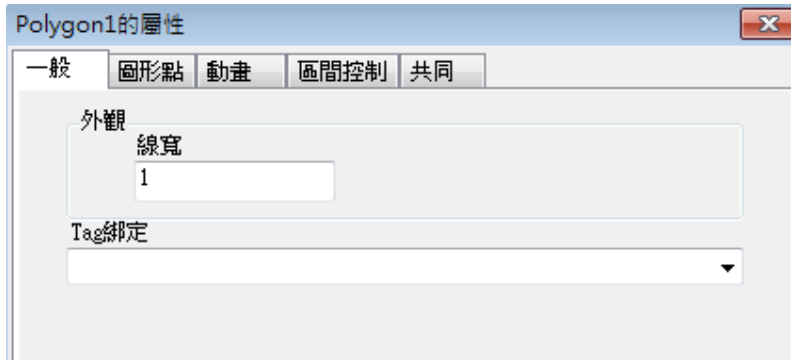 Polygon1的屬性
一般 圖形點 動畫 區間控制 共同
外觀
線寬
1
Tag綁定